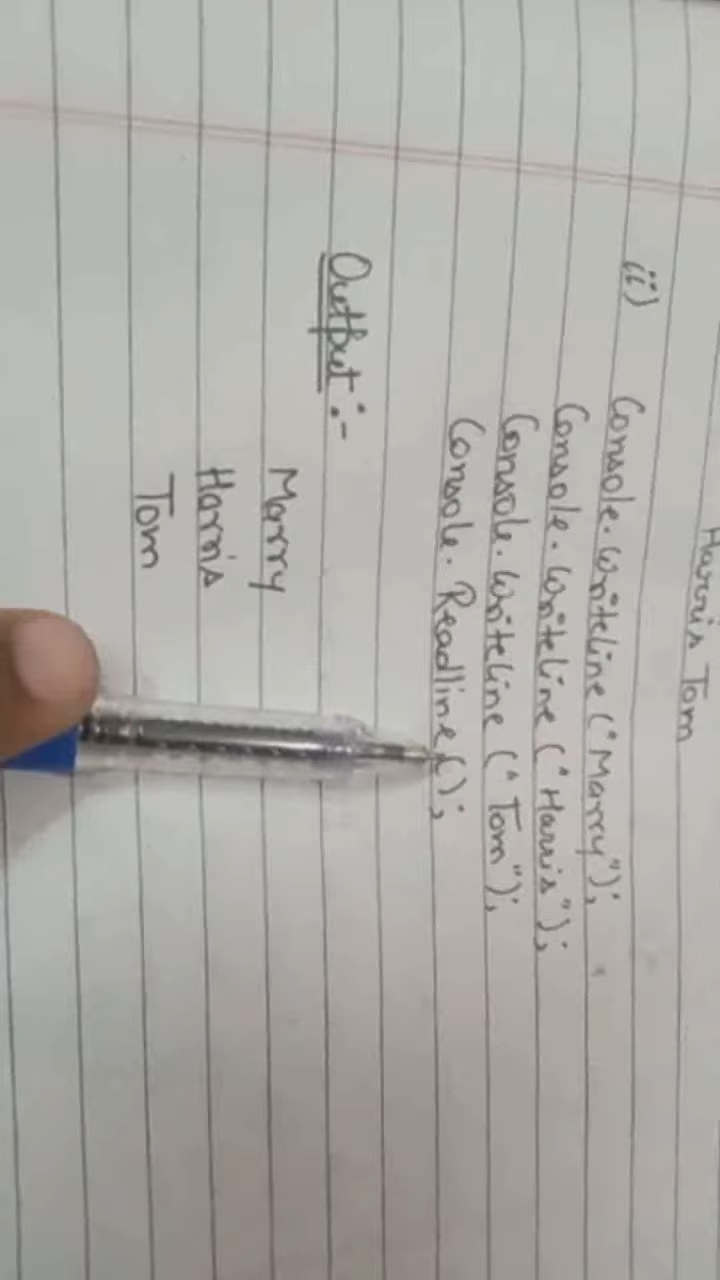 Harris Tom
ii) Console.Writeline ("Marry");
Console.Writeline ("Harris");
Console.Writeline ("Tom");
Console.Readline();
Output :-
Marry
Harris
Tom